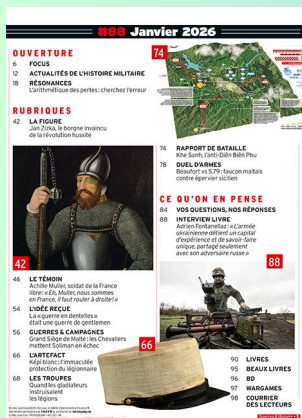 #88 Janvier 2026
OUVERTURE
6 FOCUS
12 ACTUALITÉS DE L'HISTOIRE MILITAIRE
18 RÉSONANCES
L'arithmétique des pertes: cherchez l'erreur
RUBRIQUES
42 LA FIGURE
Jan Zizka, le borgne invaincu
de la révolution hussite
42
46 LE TÉMOIN
Achille Muller, soldat de la France
libre: «Eh, Muller, nous sommes
en France, il faut rouler à droite!»
54 L'IDÉE REÇUE
La «guerre en dentelles»
était une guerre de gentlemen
56 GUERRES & CAMPAGNES
Grand Siège de Malte: les Chevaliers
mettent Soliman en échec
66 L'ARTEFACT
Képi blanc: l'immaculée
protection du légionnaire
68 LES TROUPES
Quand les gladiateurs
instruisaient
les légions
66
74
74 RAPPORT DE BATAILLE
Khe Sanh, l'anti-Diên Biên Phu
78 DUEL D'ARMES
Beaufort vs S.79: faucon maltais
contre épervier sicilien
CE QU'ON EN PENSE
84 VOS QUESTIONS, NOS RÉPONSES
88 INTERVIEW LIVRE
Adrien Fontanellaz: «L'armée
ukrainienne détient un capital
d'expérience et de savoir-faire
unique, partagé seulement
avec son adversaire russe»
88
90 LIVRES
95 BEAUX LIVRES
96 BD
97 WARGAMES
98 COURRIER
DES LECTEURS